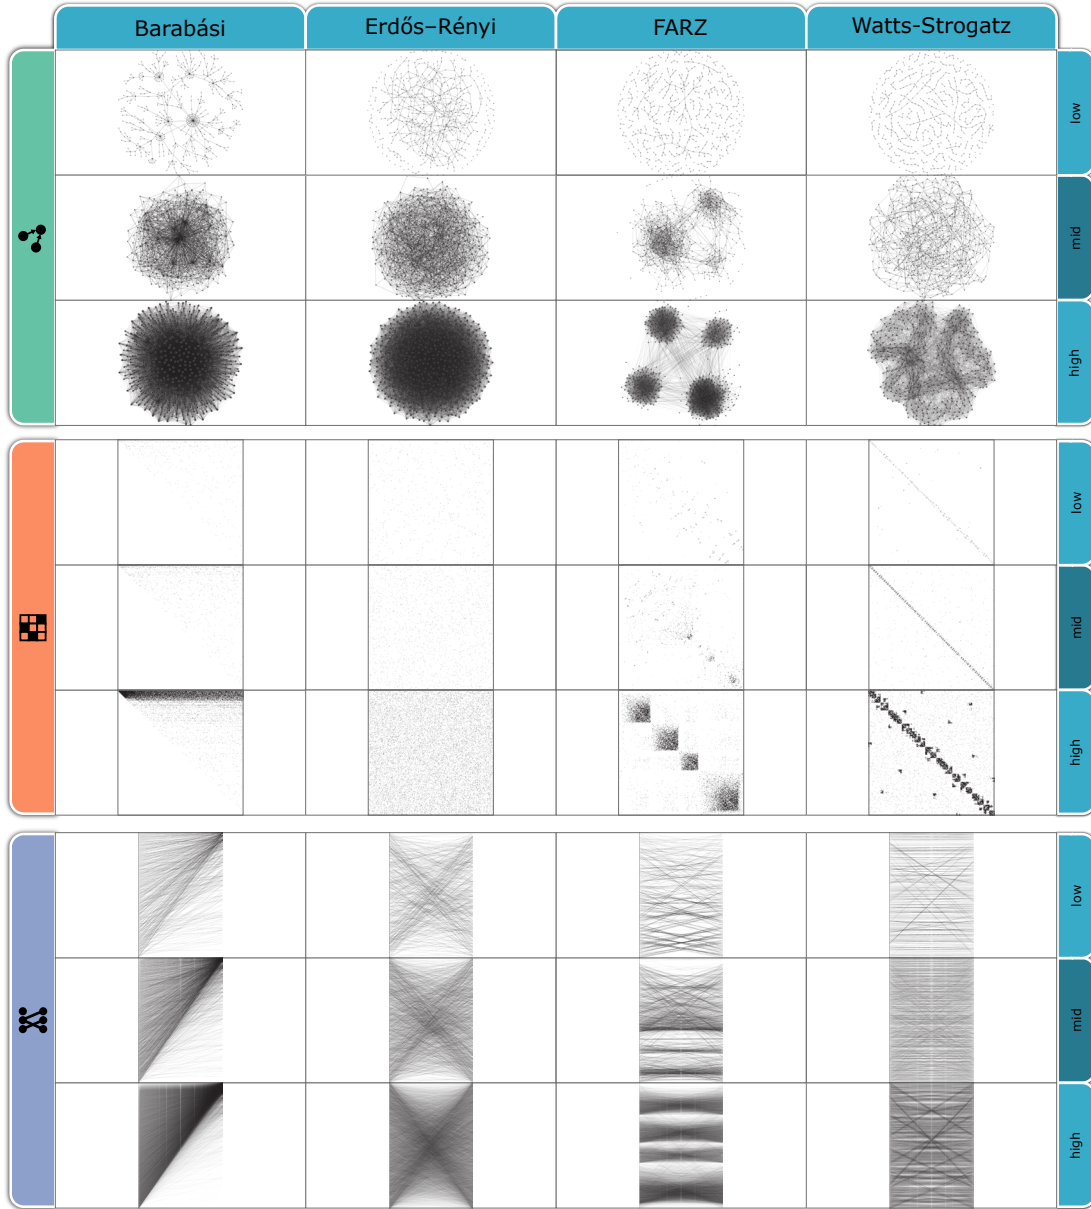 Barabási
Erdős–Rényi
FARZ
Watts-Strogatz
low
mid
high
low
mid
high
low
mid
high